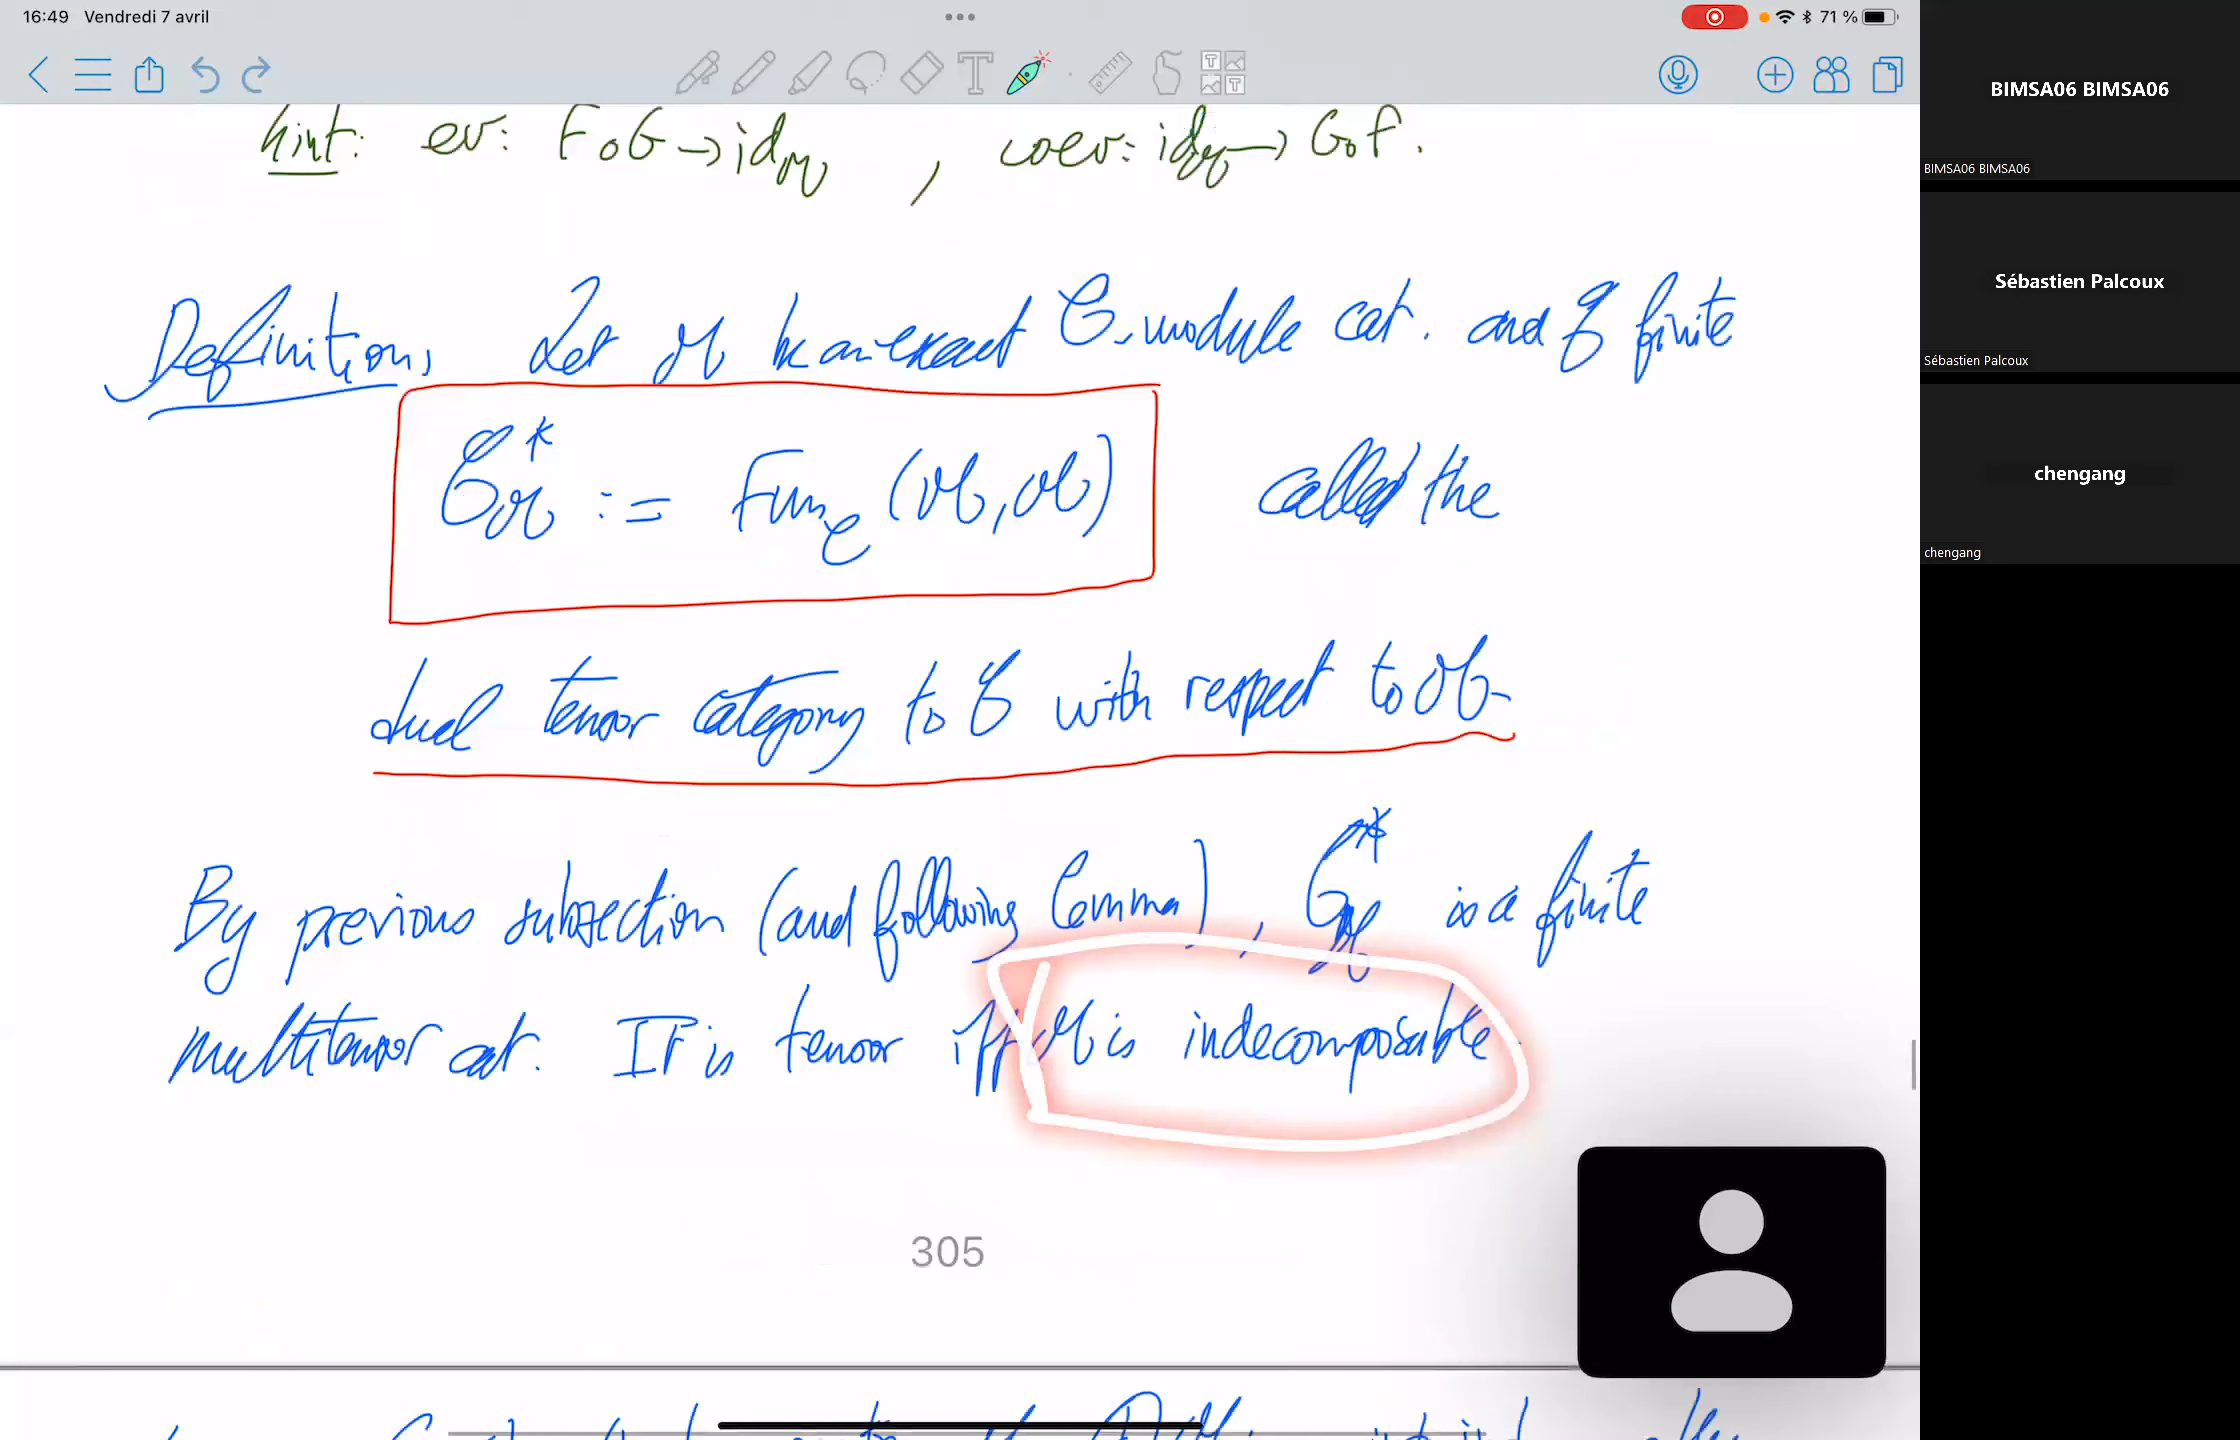 16:49 Vendredi 7 avril
71 %
hint: ev: F∘G → id_M , coev: id_M → G∘F.
Definition, Let M be an exact C-module cat. and C finite
C*_M := Fun_C (M, M) called the
dual tensor category to C with respect to M.
By previous subsection (and following Lemma), C*_M is a finite
multitensor cat. It is tensor iff M is indecomposable
305
BIMSA06 BIMSA06
BIMSA06 BIMSA06
Sébastien Palcoux
Sébastien Palcoux
chengang
chengang